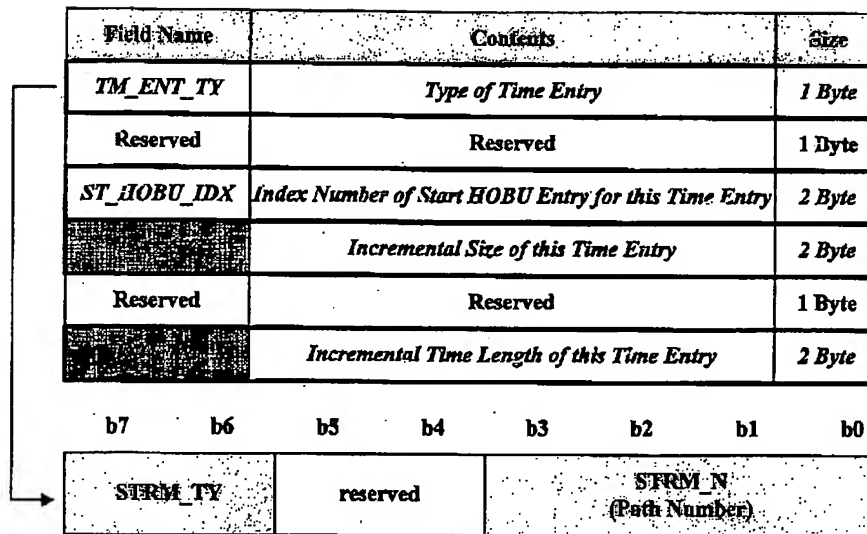 Field Name Contents Size
TM_ENT_TY Type of Time Entry 1 Byte
Reserved Reserved 1 Byte
ST_HOBU_IDX Index Number of Start HOBU Entry for this Time Entry 2 Byte
Incremental Size of this Time Entry 2 Byte
Reserved Reserved 1 Byte
Incremental Time Length of this Time Entry 2 Byte
b7 b6 b5 b4 b3 b2 b1 b0
STRM_TY reserved STRM_N
(Path Number)